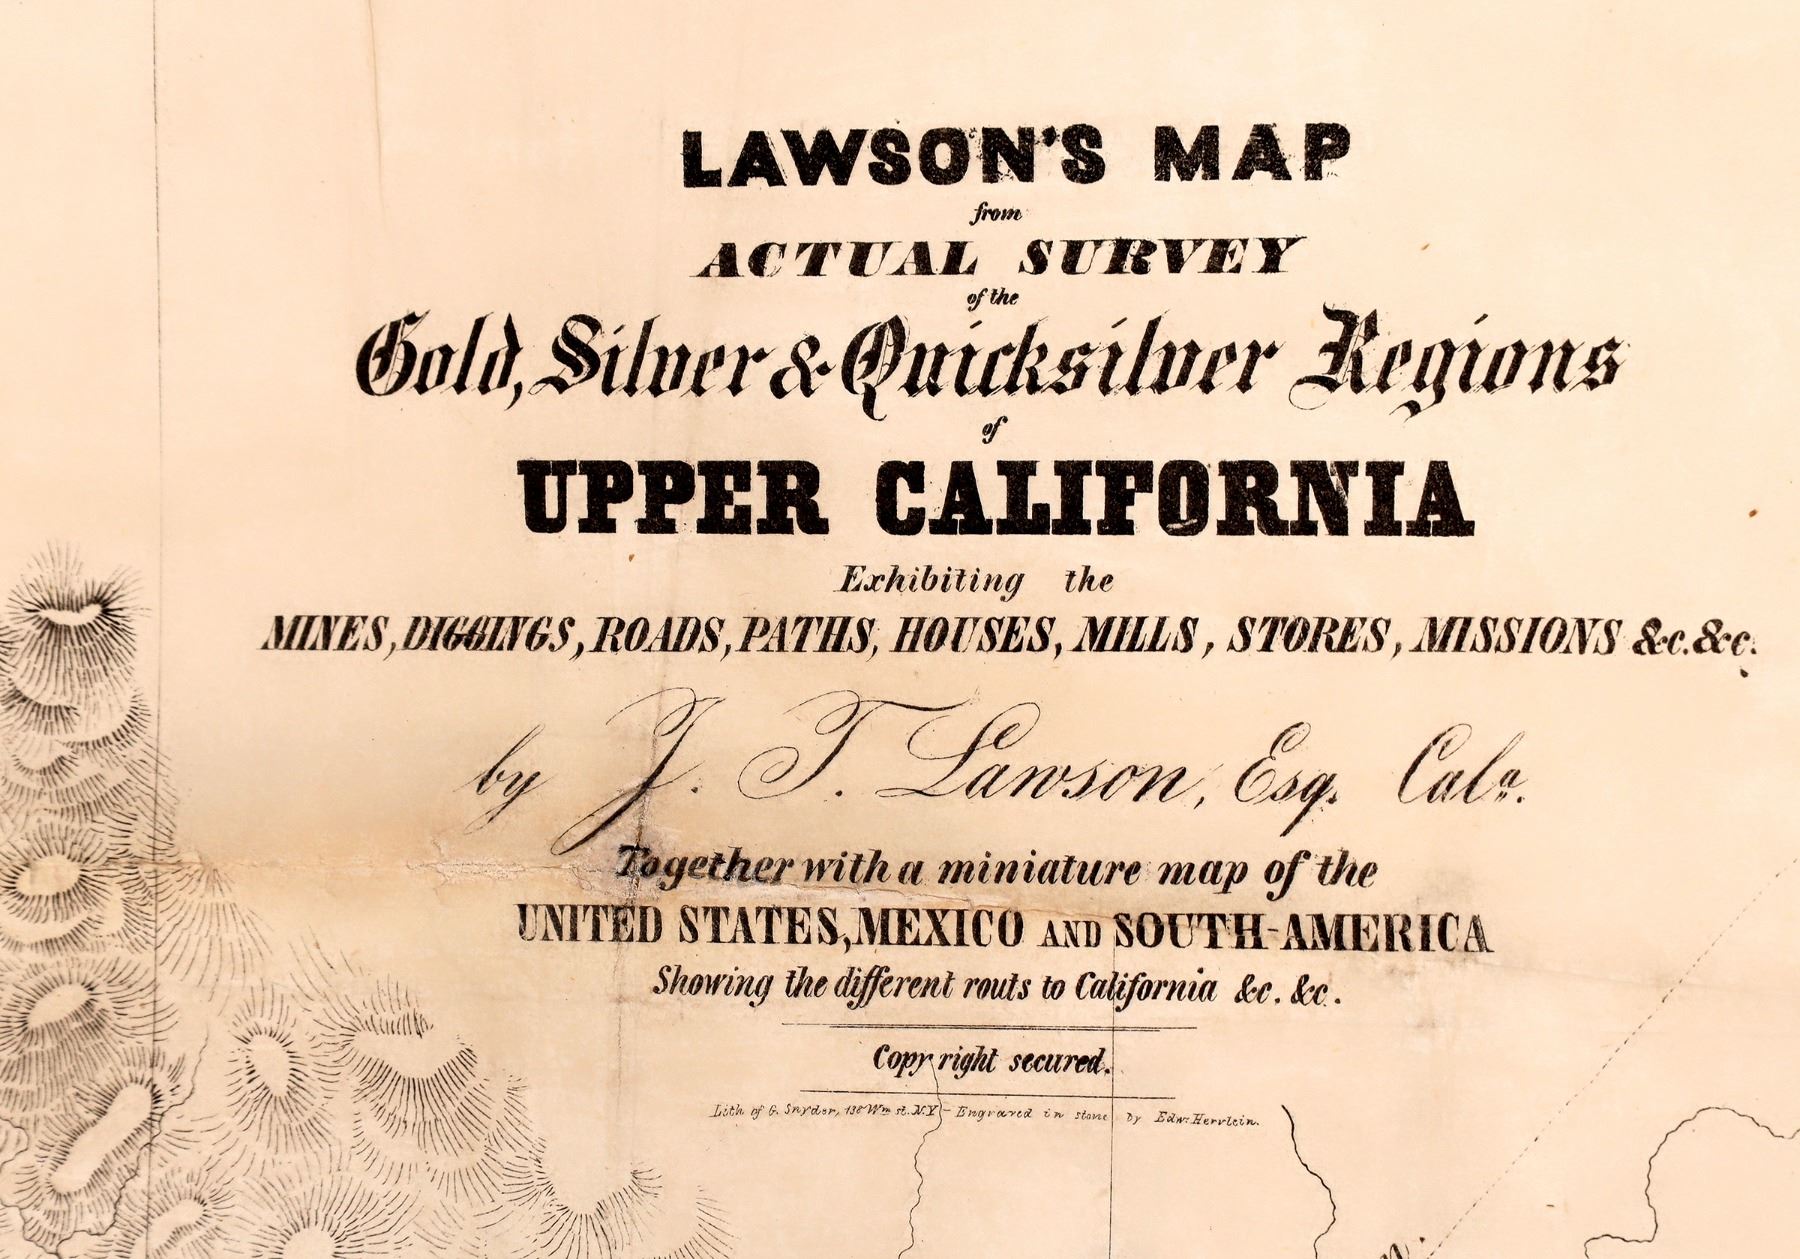 LAWSON'S MAP
from
ACTUAL SURVEY
of the
Gold, Silver & Quicksilver Regions
of
UPPER CALIFORNIA
Exhibiting the
MINES, DIGGINGS, ROADS, PATHS, HOUSES, MILLS, STORES, MISSIONS &c. &c.
by J. T. Lawson, Esq. Cala.
Together with a miniature map of the
UNITED STATES, MEXICO AND SOUTH-AMERICA
Showing the different routs to California &c. &c.
Copy right secured.
Lith of G. Snyder, 138 Wm st. N.Y - Engraved in stone by Edw. Herrlein.